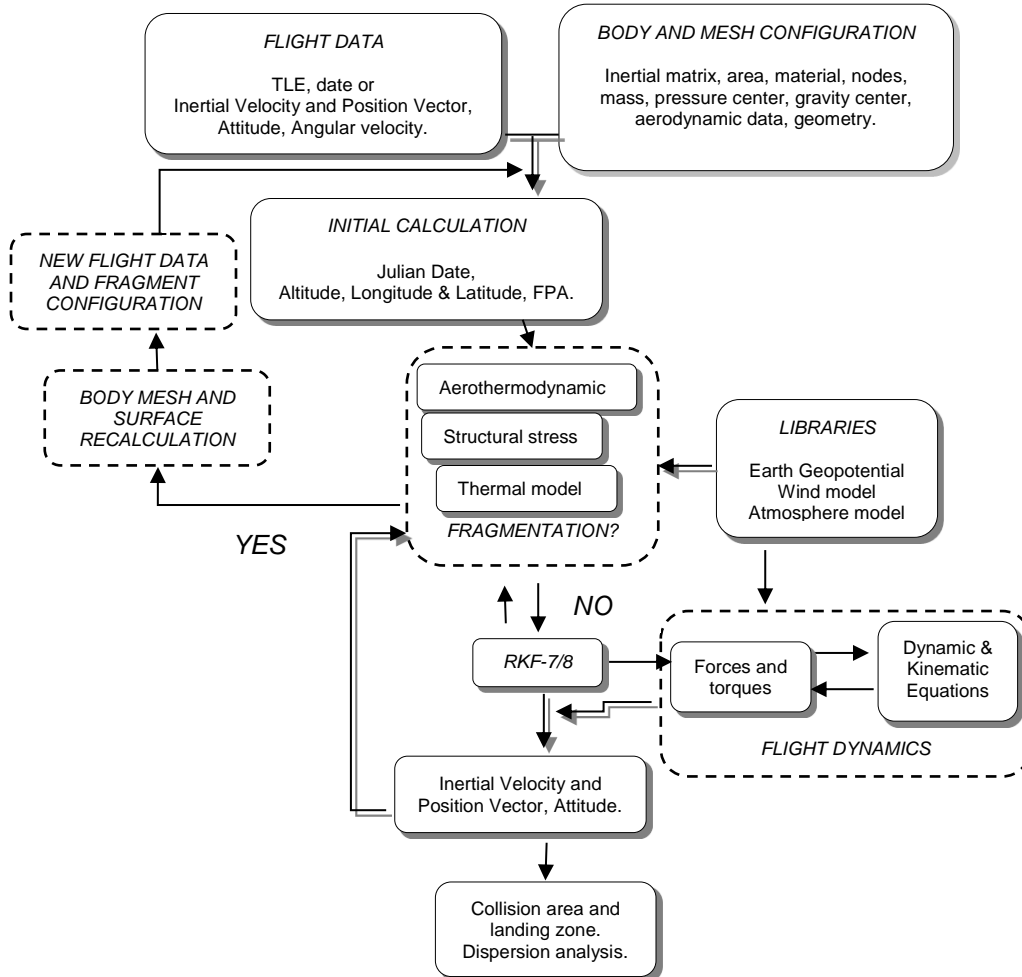 FLIGHT DATA
TLE, date or
Inertial Velocity and Position Vector,
Attitude, Angular velocity.
BODY AND MESH CONFIGURATION
Inertial matrix, area, material, nodes,
mass, pressure center, gravity center,
aerodynamic data, geometry.
INITIAL CALCULATION
Julian Date,
Altitude, Longitude & Latitude, FPA.
NEW FLIGHT DATA
AND FRAGMENT
CONFIGURATION
BODY MESH AND
SURFACE
RECALCULATION
Aerothermodynamic
Structural stress
Thermal model
FRAGMENTATION?
LIBRARIES
Earth Geopotential
Wind model
Atmosphere model
YES
NO
RKF-7/8
Forces and
torques
Dynamic &
Kinematic
Equations
FLIGHT DYNAMICS
Inertial Velocity and
Position Vector, Attitude.
Collision area and
landing zone.
Dispersion analysis.